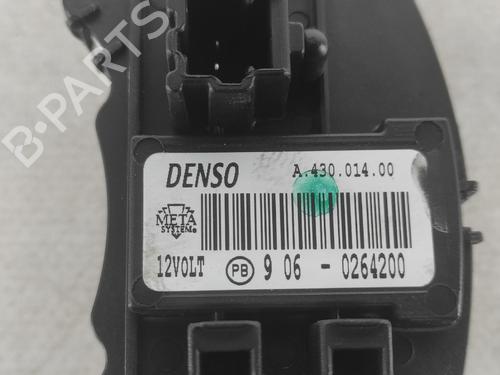 B-PARTS
DENSO A.430.014.00
META
SYSTEM®
12VOLT PB 9 06 - 0264200